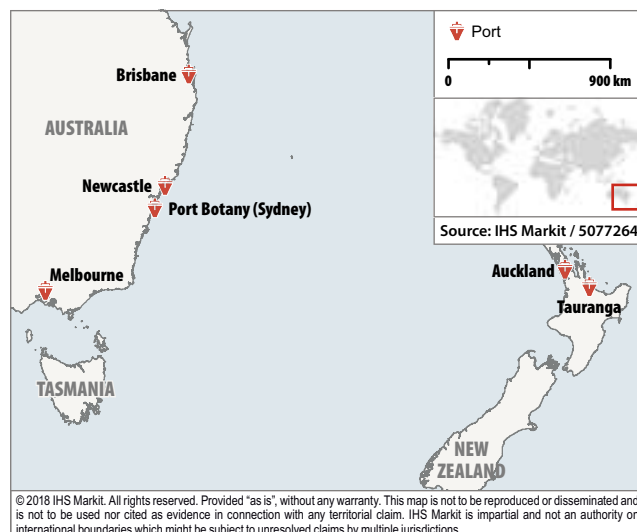 Port
0 900 km
Brisbane
AUSTRALIA
Newcastle
Port Botany (Sydney)
Source: IHS Markit / 5077264
Melbourne
Auckland
Tauranga
TASMANIA
NEW
ZEALAND
© 2018 IHS Markit. All rights reserved. Provided “as is”, without any warranty. This map is not to be reproduced or disseminated and
is not to be used nor cited as evidence in connection with any territorial claim. IHS Markit is impartial and not an authority on
international boundaries which might be subject to unresolved claims by multiple jurisdictions.